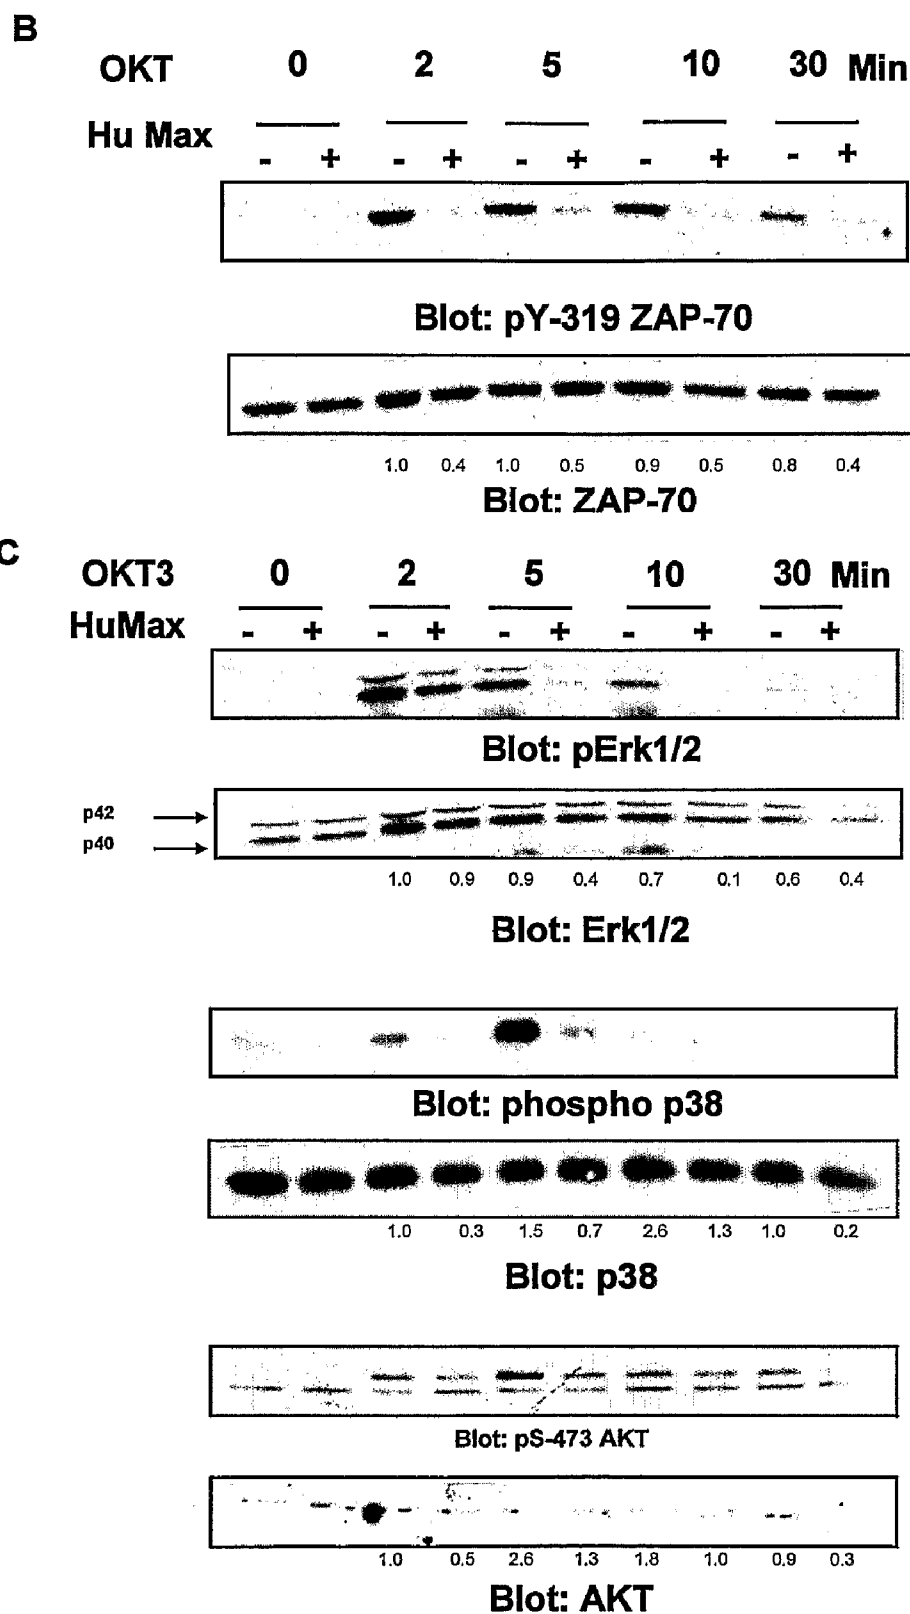 B
OKT 0 2 5 10 30 Min
Hu Max
- + - + - + - + - +
Blot: pY-319 ZAP-70
1.0 0.4 1.0 0.5 0.9 0.5 0.8 0.4
Blot: ZAP-70
C
OKT3 0 2 5 10 30 Min
HuMax - + - + - + - + - +
Blot: pErk1/2
p42
p40
1.0 0.9 0.9 0.4 0.7 0.1 0.6 0.4
Blot: Erk1/2
Blot: phospho p38
1.0 0.3 1.5 0.7 2.6 1.3 1.0 0.2
Blot: p38
Blot: pS-473 AKT
1.0 0.5 2.6 1.3 1.8 1.0 0.9 0.3
Blot: AKT